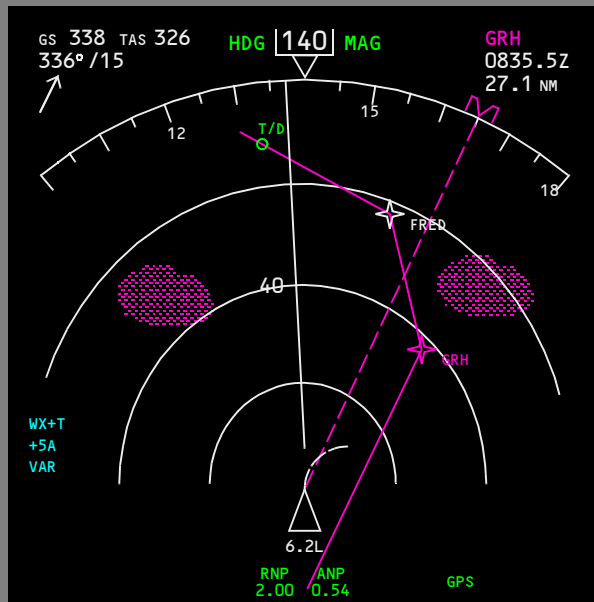 GS 338 TAS 326
336°/15
HDG 140 MAG
GRH
0835.5Z
27.1 NM
12
15
18
T/D
FRED
40
GRH
WX+T
+5A
VAR
6.2L
RNP ANP
2.00 0.54
GPS